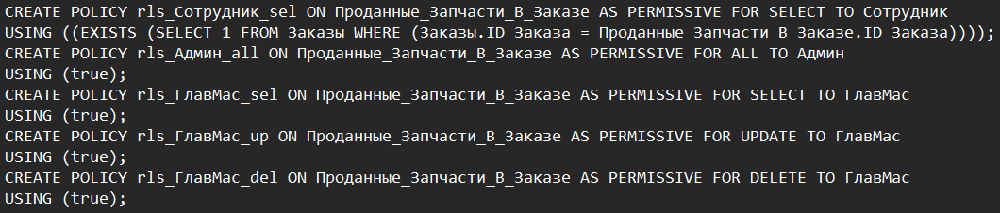 CREATE POLICY rls_Сотрудник_sel ON Проданные_Запчасти_В_Заказе AS PERMISSIVE FOR SELECT TO Сотрудник
USING ((EXISTS (SELECT 1 FROM Заказы WHERE (Заказы.ID_Заказа = Проданные_Запчасти_В_Заказе.ID_Заказа))));
CREATE POLICY rls_Админ_all ON Проданные_Запчасти_В_Заказе AS PERMISSIVE FOR ALL TO Админ
USING (true);
CREATE POLICY rls_ГлавМас_sel ON Проданные_Запчасти_В_Заказе AS PERMISSIVE FOR SELECT TO ГлавМас
USING (true);
CREATE POLICY rls_ГлавМас_up ON Проданные_Запчасти_В_Заказе AS PERMISSIVE FOR UPDATE TO ГлавМас
USING (true);
CREATE POLICY rls_ГлавМас_del ON Проданные_Запчасти_В_Заказе AS PERMISSIVE FOR DELETE TO ГлавМас
USING (true);